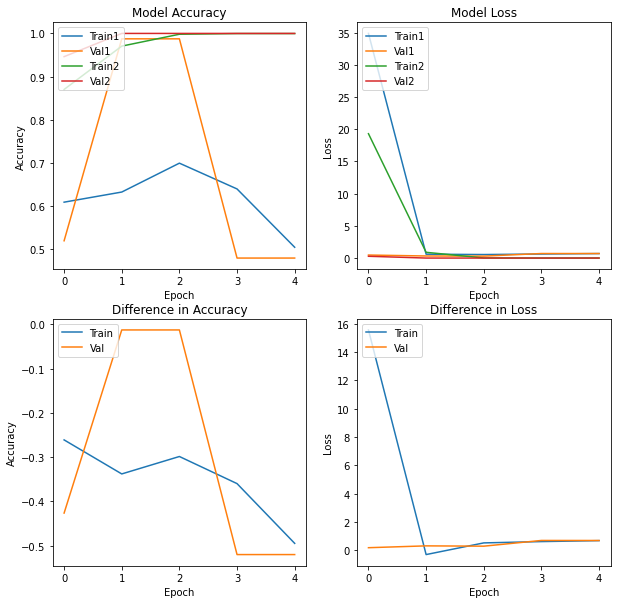 Model Accuracy
Accuracy
1.0
0.9
0.8
0.7
0.6
0.5
Train1
Val1
Train2
Val2
0 1 2 3 4
Epoch
Model Loss
Loss
35
30
25
20
15
10
5
0
Train1
Val1
Train2
Val2
0 1 2 3 4
Epoch
Difference in Accuracy
Accuracy
0.0
−0.1
−0.2
−0.3
−0.4
−0.5
Train
Val
0 1 2 3 4
Epoch
Difference in Loss
Loss
16
14
12
10
8
6
4
2
0
Train
Val
0 1 2 3 4
Epoch